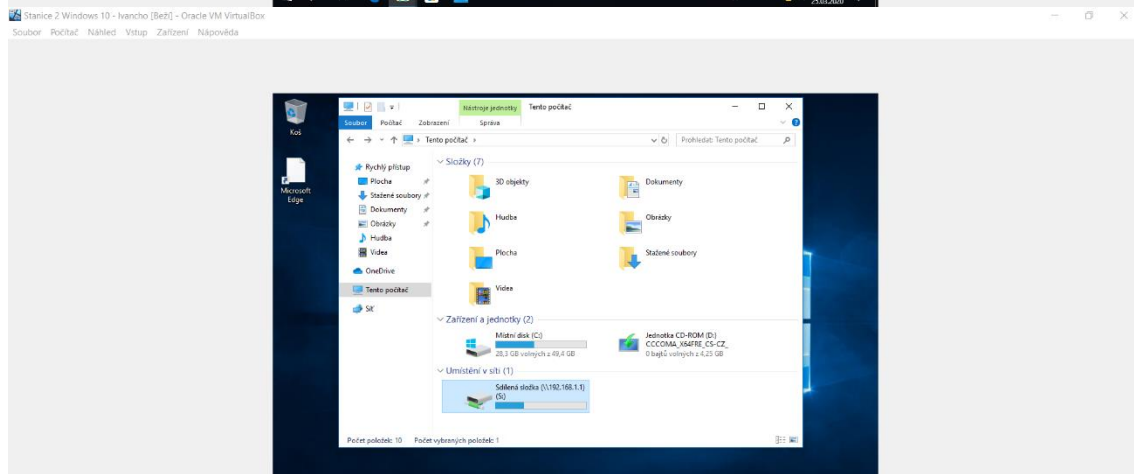 25.03.2020
Stanice 2 Windows 10 - Ivancho [Beží] - Oracle VM VirtualBox
Soubor Počítač Náhled Vstup Zařízení Nápověda
Koš
Microsoft
Edge
Nástroje jednotky Tento počítač
Soubor Počítač Zobrazení Správa
Tento počítač
Prohledat: Tento počítač
Rychlý přístup
Plocha
Stažené soubory
Dokumenty
Obrázky
Hudba
Videa
OneDrive
Tento počítač
Síť
Složky (7)
3D objekty
Dokumenty
Hudba
Obrázky
Plocha
Stažené soubory
Videa
Zařízení a jednotky (2)
Místní disk (C:)
28,3 GB volných z 49,4 GB
Jednotka CD-ROM (D:)
CCCOMA_X64FRE_CS-CZ_
0 bajtů volných z 4,25 GB
Umístění v síti (1)
Sdílená složka (\\192.168.1.1)
(S:)
Počet položek: 10 Počet vybraných položek: 1